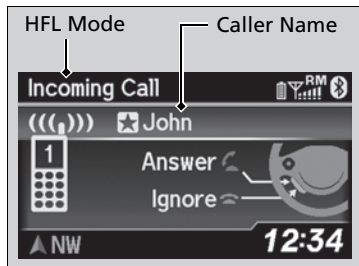 HFL Mode
Caller Name
Incoming Call
RM
John
1
Answer
Ignore
NW
12:34